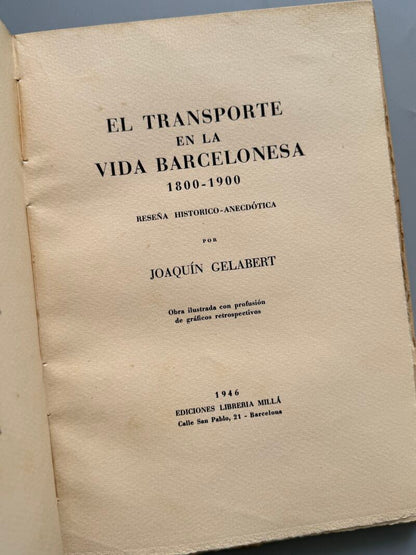 EL TRANSPORTE
EN LA
VIDA BARCELONESA
1800-1900
RESEÑA HISTORICO-ANECDÓTICA
POR
JOAQUÍN GELABERT
Obra ilustrada con profusión
de gráficos retrospectivos
1946
EDICIONES LIBRERIA MILLÁ
Calle San Pablo, 21 - Barcelona